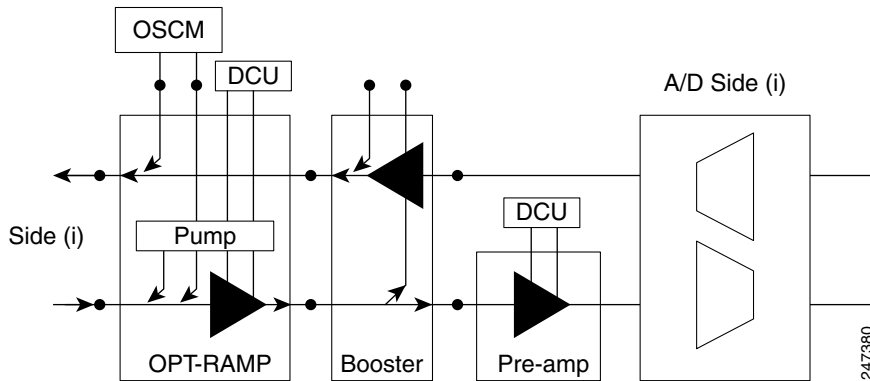 OSCM
DCU
A/D Side (i)
DCU
Side (i)
Pump
OPT-RAMP
Booster
Pre-amp
247380